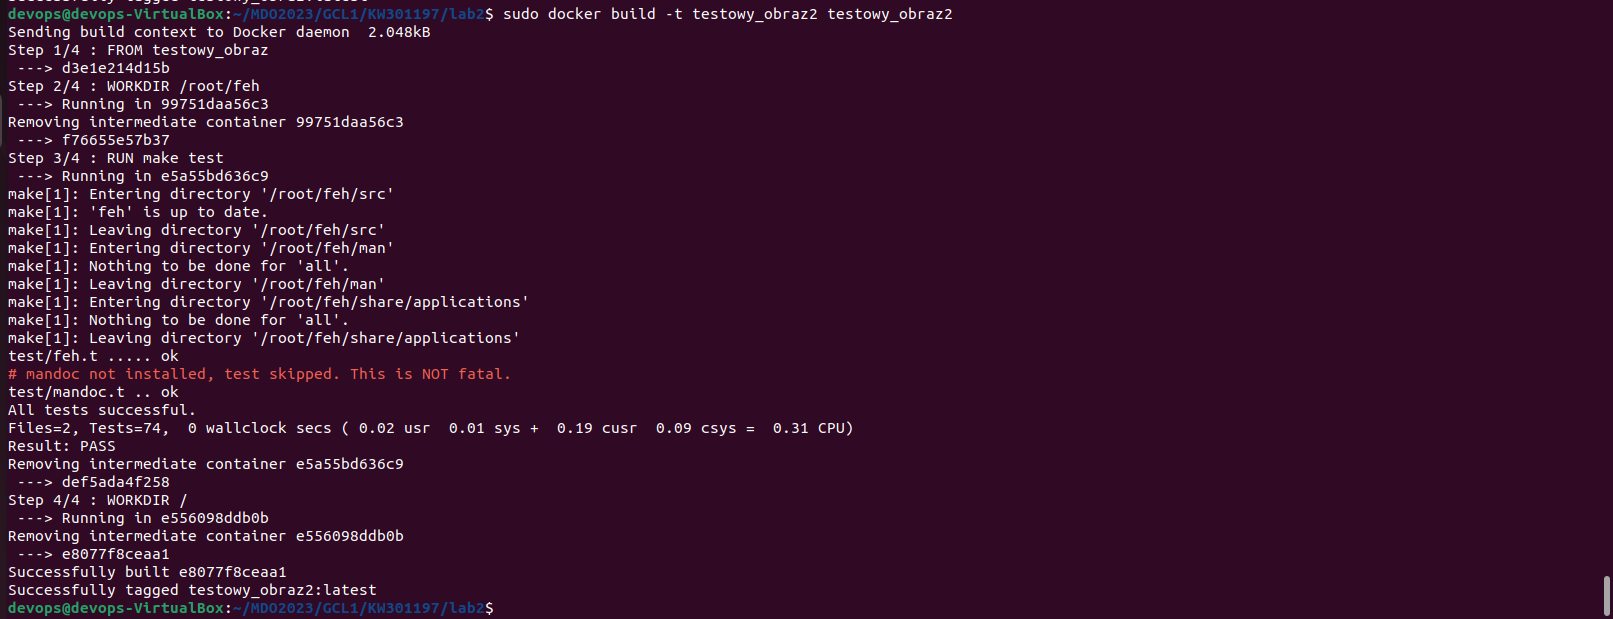 devops@devops-VirtualBox:~/MDO2023/GCL1/KW301197/lab2$ sudo docker build -t testowy_obraz2 testowy_obraz2
Sending build context to Docker daemon  2.048kB
Step 1/4 : FROM testowy_obraz
 ---> d3e1e214d15b
Step 2/4 : WORKDIR /root/feh
 ---> Running in 99751daa56c3
Removing intermediate container 99751daa56c3
 ---> f76655e57b37
Step 3/4 : RUN make test
 ---> Running in e5a55bd636c9
make[1]: Entering directory '/root/feh/src'
make[1]: 'feh' is up to date.
make[1]: Leaving directory '/root/feh/src'
make[1]: Entering directory '/root/feh/man'
make[1]: Nothing to be done for 'all'.
make[1]: Leaving directory '/root/feh/man'
make[1]: Entering directory '/root/feh/share/applications'
make[1]: Nothing to be done for 'all'.
make[1]: Leaving directory '/root/feh/share/applications'
test/feh.t ..... ok
# mandoc not installed, test skipped. This is NOT fatal.
test/mandoc.t .. ok
All tests successful.
Files=2, Tests=74,  0 wallclock secs ( 0.02 usr  0.01 sys +  0.19 cusr  0.09 csys =  0.31 CPU)
Result: PASS
Removing intermediate container e5a55bd636c9
 ---> def5ada4f258
Step 4/4 : WORKDIR /
 ---> Running in e556098ddb0b
Removing intermediate container e556098ddb0b
 ---> e8077f8ceaa1
Successfully built e8077f8ceaa1
Successfully tagged testowy_obraz2:latest
devops@devops-VirtualBox:~/MDO2023/GCL1/KW301197/lab2$